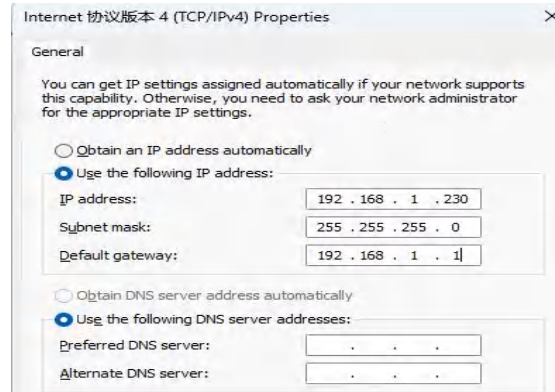 Internet 协议版本 4 (TCP/IPv4) Properties
General
You can get IP settings assigned automatically if your network supports
this capability. Otherwise, you need to ask your network administrator
for the appropriate IP settings.
Obtain an IP address automatically
Use the following IP address:
IP address: 192 . 168 . 1 . 230
Subnet mask: 255 . 255 . 255 . 0
Default gateway: 192 . 168 . 1 . 1
Obtain DNS server address automatically
Use the following DNS server addresses:
Preferred DNS server: . . .
Alternate DNS server: . . .